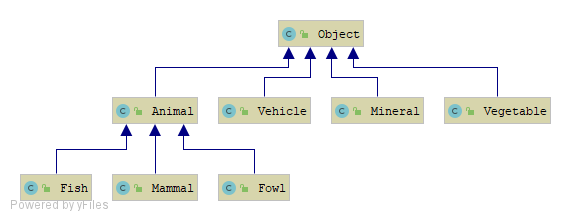 Object
Animal
Vehicle
Mineral
Vegetable
Fish
Mammal
Fowl
Powered by yFiles